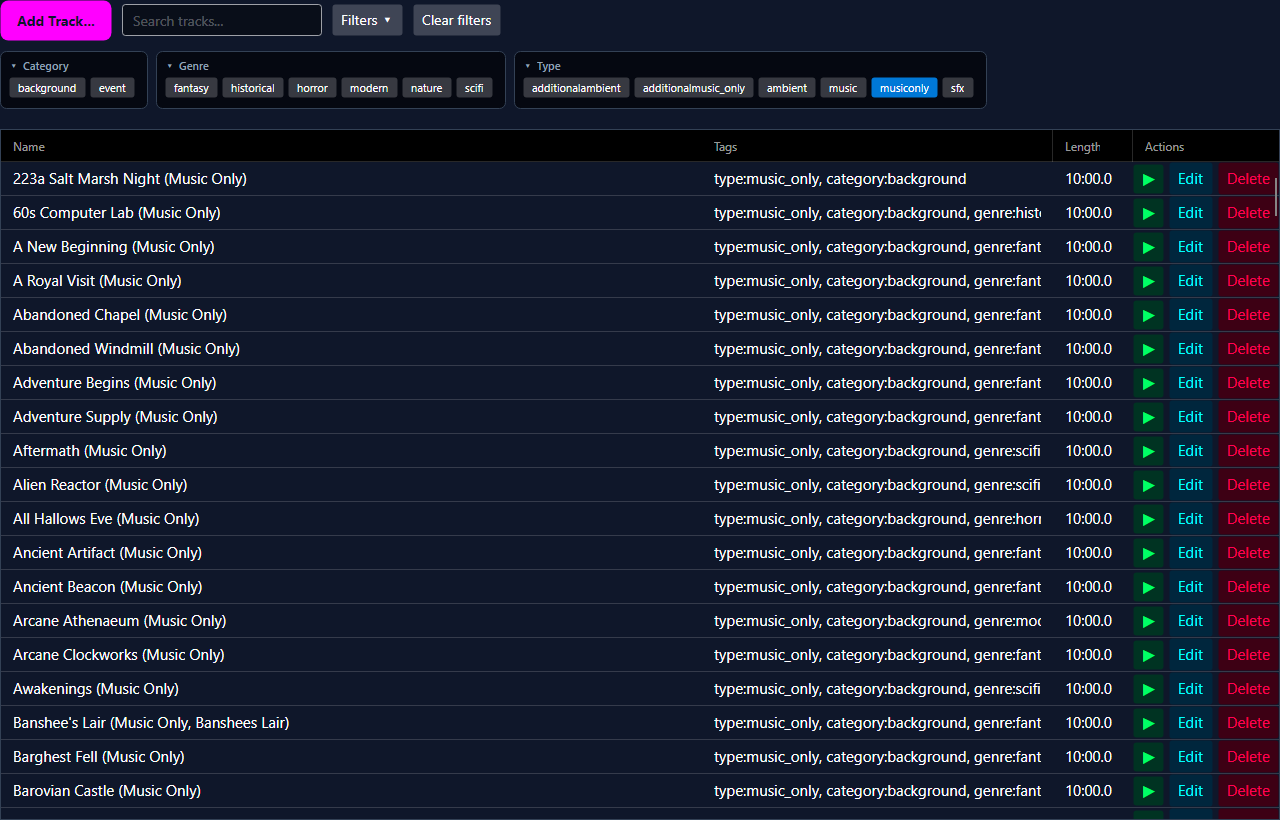 Add Track...
Search tracks...
Filters ▼
Clear filters
▾ Category
background event
▾ Genre
fantasy historical horror modern nature scifi
▾ Type
additionalambient additionalmusic_only ambient music musiconly sfx
Name Tags Length Actions
223a Salt Marsh Night (Music Only) type:music_only, category:background 10:00.0 ▶ Edit Delete
60s Computer Lab (Music Only) type:music_only, category:background, genre:histo 10:00.0 ▶ Edit Delete
A New Beginning (Music Only) type:music_only, category:background, genre:fant 10:00.0 ▶ Edit Delete
A Royal Visit (Music Only) type:music_only, category:background, genre:fant 10:00.0 ▶ Edit Delete
Abandoned Chapel (Music Only) type:music_only, category:background, genre:fant 10:00.0 ▶ Edit Delete
Abandoned Windmill (Music Only) type:music_only, category:background, genre:fant 10:00.0 ▶ Edit Delete
Adventure Begins (Music Only) type:music_only, category:background, genre:fant 10:00.0 ▶ Edit Delete
Adventure Supply (Music Only) type:music_only, category:background, genre:fant 10:00.0 ▶ Edit Delete
Aftermath (Music Only) type:music_only, category:background, genre:scifi 10:00.0 ▶ Edit Delete
Alien Reactor (Music Only) type:music_only, category:background, genre:scifi 10:00.0 ▶ Edit Delete
All Hallows Eve (Music Only) type:music_only, category:background, genre:horr 10:00.0 ▶ Edit Delete
Ancient Artifact (Music Only) type:music_only, category:background, genre:fant 10:00.0 ▶ Edit Delete
Ancient Beacon (Music Only) type:music_only, category:background, genre:fant 10:00.0 ▶ Edit Delete
Arcane Athenaeum (Music Only) type:music_only, category:background, genre:moc 10:00.0 ▶ Edit Delete
Arcane Clockworks (Music Only) type:music_only, category:background, genre:fant 10:00.0 ▶ Edit Delete
Awakenings (Music Only) type:music_only, category:background, genre:scifi 10:00.0 ▶ Edit Delete
Banshee's Lair (Music Only, Banshees Lair) type:music_only, category:background, genre:fant 10:00.0 ▶ Edit Delete
Barghest Fell (Music Only) type:music_only, category:background, genre:fant 10:00.0 ▶ Edit Delete
Barovian Castle (Music Only) type:music_only, category:background, genre:fant 10:00.0 ▶ Edit Delete